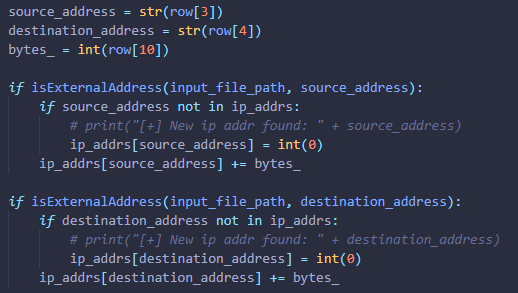 source_address = str(row[3])
destination_address = str(row[4])
bytes_ = int(row[10])

if isExternalAddress(input_file_path, source_address):
    if source_address not in ip_addrs:
        # print("[+] New ip addr found: " + source_address)
        ip_addrs[source_address] = int(0)
    ip_addrs[source_address] += bytes_

if isExternalAddress(input_file_path, destination_address):
    if destination_address not in ip_addrs:
        # print("[+] New ip addr found: " + destination_address)
        ip_addrs[destination_address] = int(0)
    ip_addrs[destination_address] += bytes_